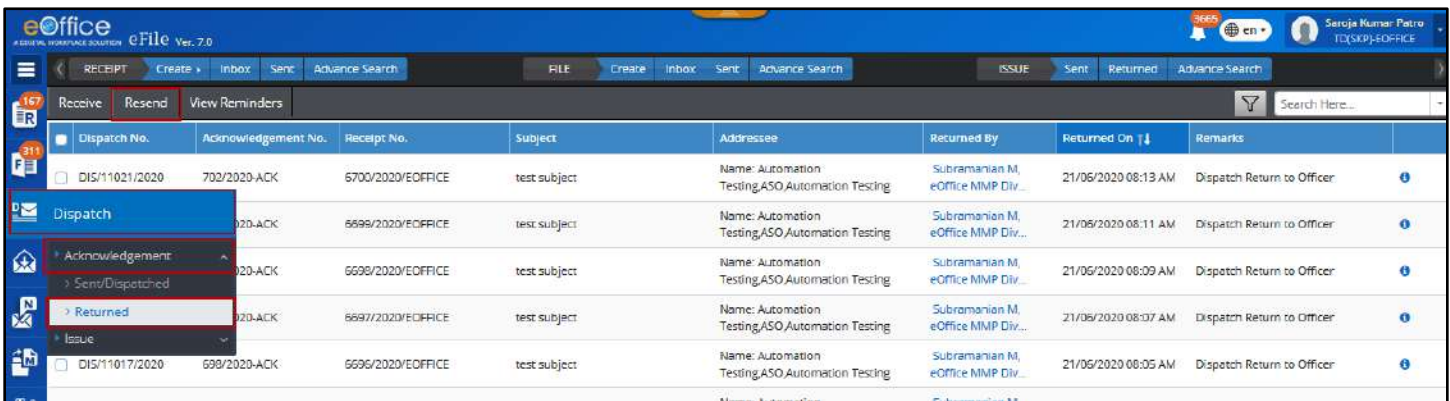 eOffice
A DIGITAL WORKPLACE SOLUTION eFile Ver. 7.0
3665
en
Saroja Kumar Patro
TD(SKP)-EOFFICE
RECEIPT Create Inbox Sent Advance Search FILE Create Inbox Sent Advance Search ISSUE Sent Returned Advance Search
167
R
Receive Resend View Reminders Search Here...
Dispatch No. Acknowledgement No. Receipt No. Subject Addressee Returned By Returned On Remarks
311
F
DIS/11021/2020 702/2020-ACK 6700/2020/EOFFICE test subject Name: Automation Testing,ASO,Automation Testing Subramanian M, eOffice MMP Div... 21/06/2020 08:13 AM Dispatch Return to Officer
D
Dispatch
20-ACK 6699/2020/EOFFICE test subject Name: Automation Testing,ASO,Automation Testing Subramanian M, eOffice MMP Div... 21/06/2020 08:11 AM Dispatch Return to Officer
Acknowledgement
20-ACK 6698/2020/EOFFICE test subject Name: Automation Testing,ASO,Automation Testing Subramanian M, eOffice MMP Div... 21/06/2020 08:09 AM Dispatch Return to Officer
> Sent/Dispatched
N
> Returned
020-ACK 6697/2020/EOFFICE test subject Name: Automation Testing,ASO,Automation Testing Subramanian M, eOffice MMP Div... 21/06/2020 08:07 AM Dispatch Return to Officer
Issue
M
DIS/11017/2020 698/2020-ACK 6696/2020/EOFFICE test subject Name: Automation Testing,ASO,Automation Testing Subramanian M, eOffice MMP Div... 21/06/2020 08:05 AM Dispatch Return to Officer